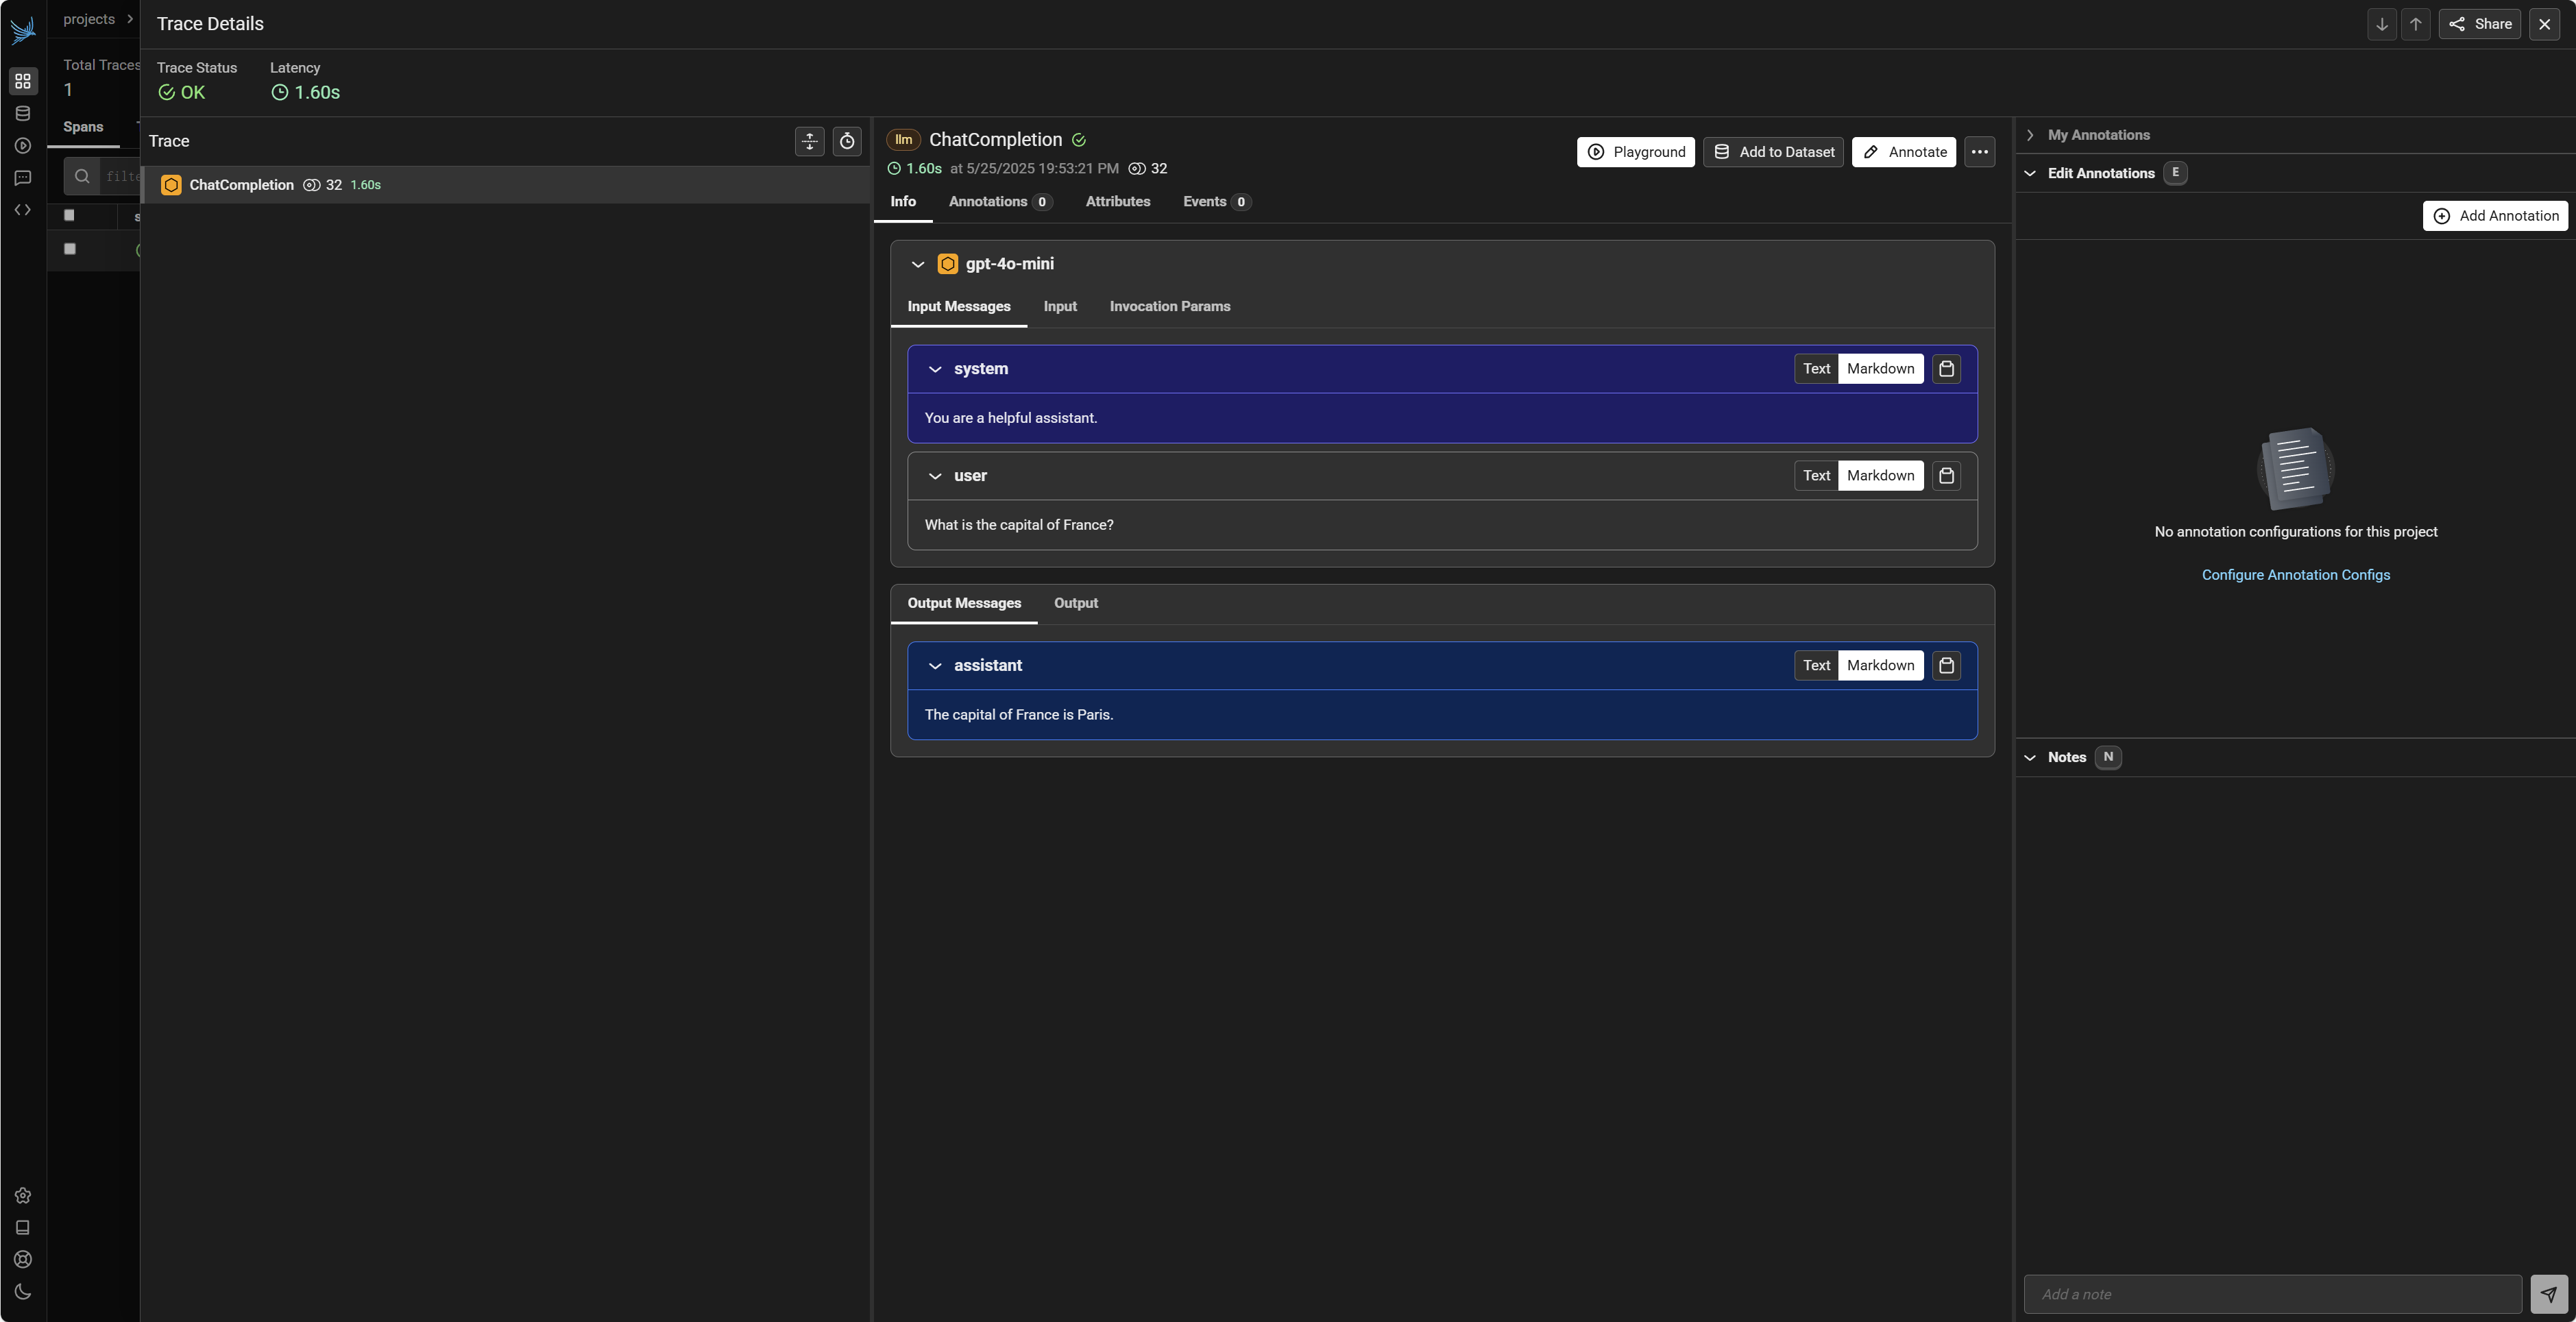 projects
Trace Details
Share
Total Traces
1
Trace Status
Latency
OK
1.60s
Spans
Trace
ChatCompletion 32 1.60s
llm ChatCompletion
1.60s at 5/25/2025 19:53:21 PM 32
Playground
Add to Dataset
Annotate
Info
Annotations 0
Attributes
Events 0
gpt-4o-mini
Input Messages
Input
Invocation Params
system
Text
Markdown
You are a helpful assistant.
user
Text
Markdown
What is the capital of France?
Output Messages
Output
assistant
Text
Markdown
The capital of France is Paris.
My Annotations
Edit Annotations E
Add Annotation
No annotation configurations for this project
Configure Annotation Configs
Notes N
Add a note